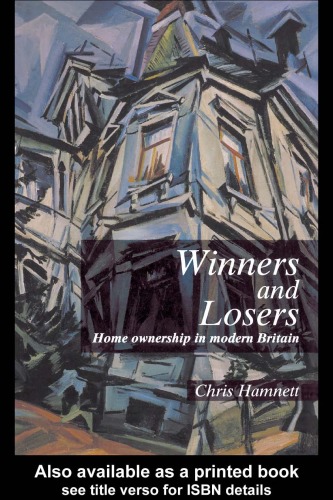 Winners
and
Losers
Home ownership in modern Britain
Chris Hamnett
Also available as a printed book
see title verso for ISBN details